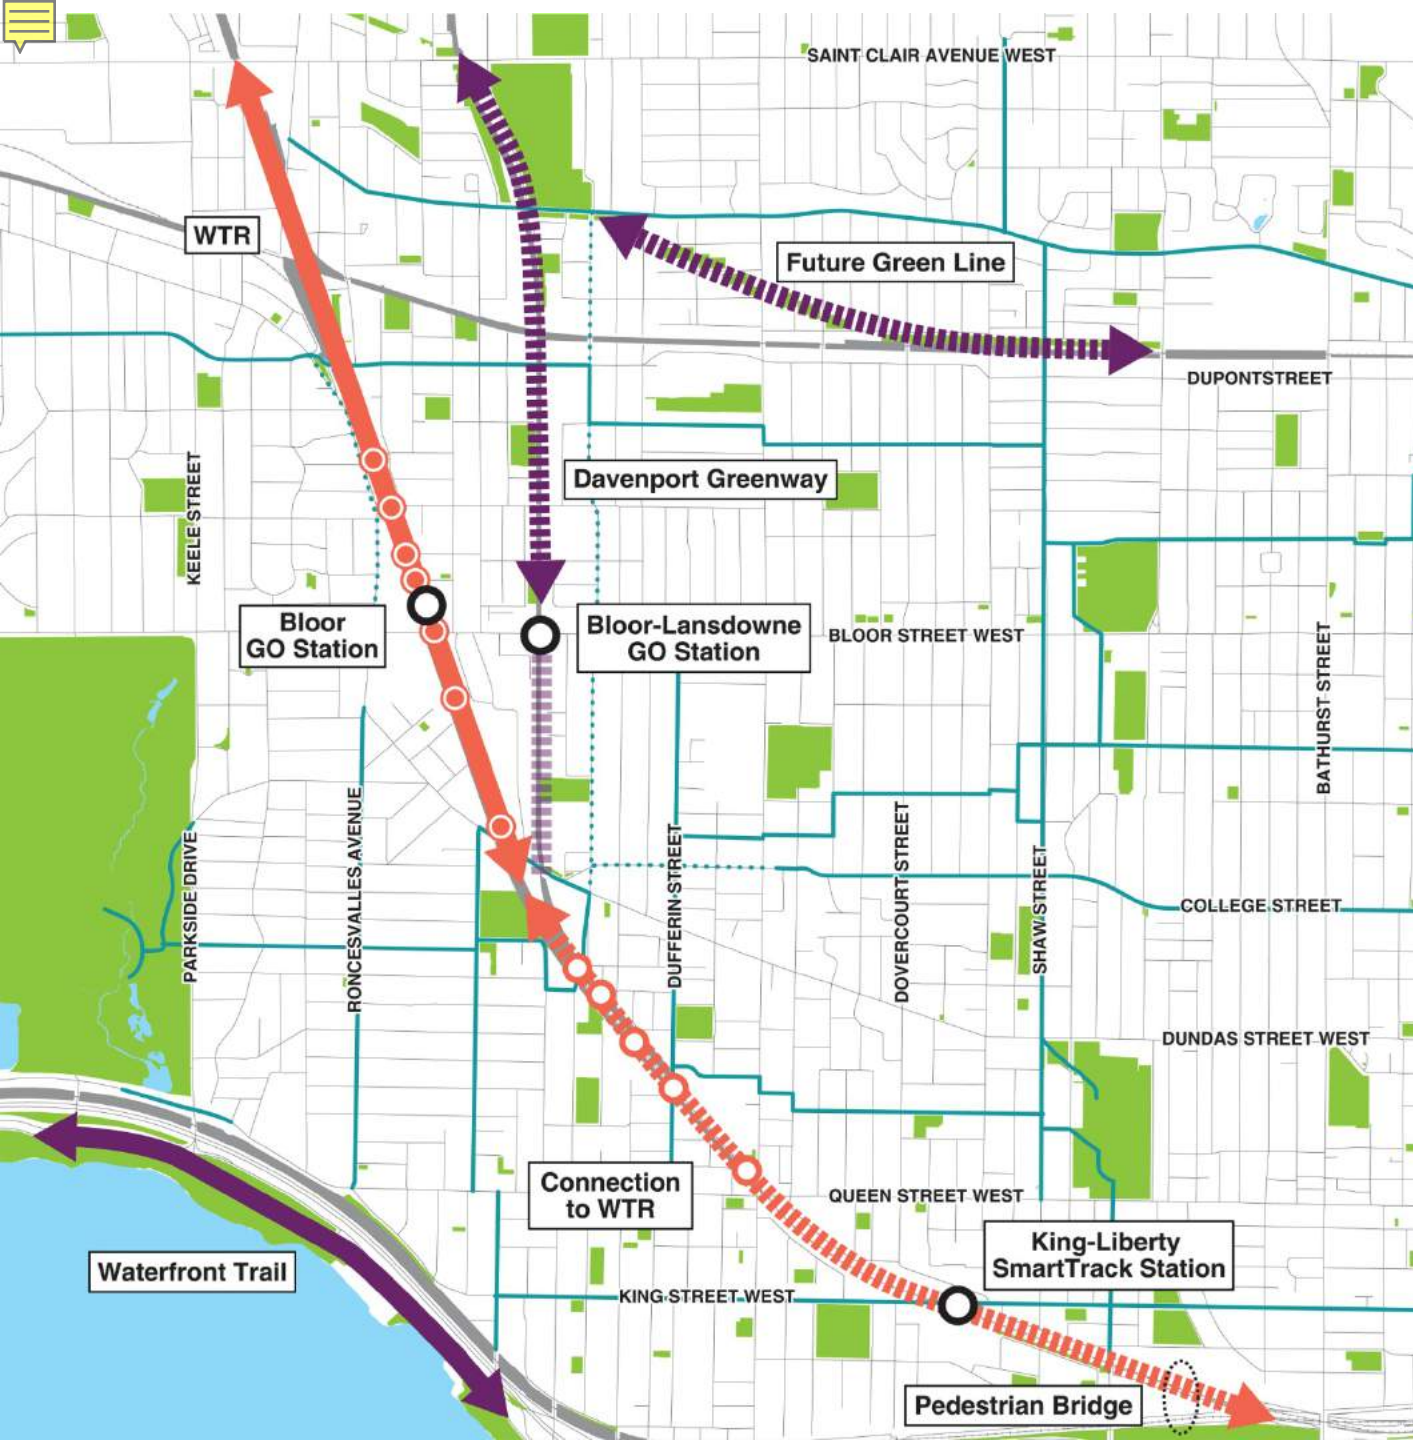 SAINT CLAIR AVENUE WEST
WTR
Future Green Line
DUPONTSTREET
KEELE STREET
Davenport Greenway
Bloor
GO Station
Bloor-Lansdowne
GO Station
BLOOR STREET WEST
BATHURST STREET
PARKSIDE DRIVE
RONCESVALLES AVENUE
DUFFERIN STREET
DOVERCOURT STREET
SHAW STREET
COLLEGE STREET
DUNDAS STREET WEST
Connection
to WTR
QUEEN STREET WEST
King-Liberty
SmartTrack Station
Waterfront Trail
KING STREET WEST
Pedestrian Bridge